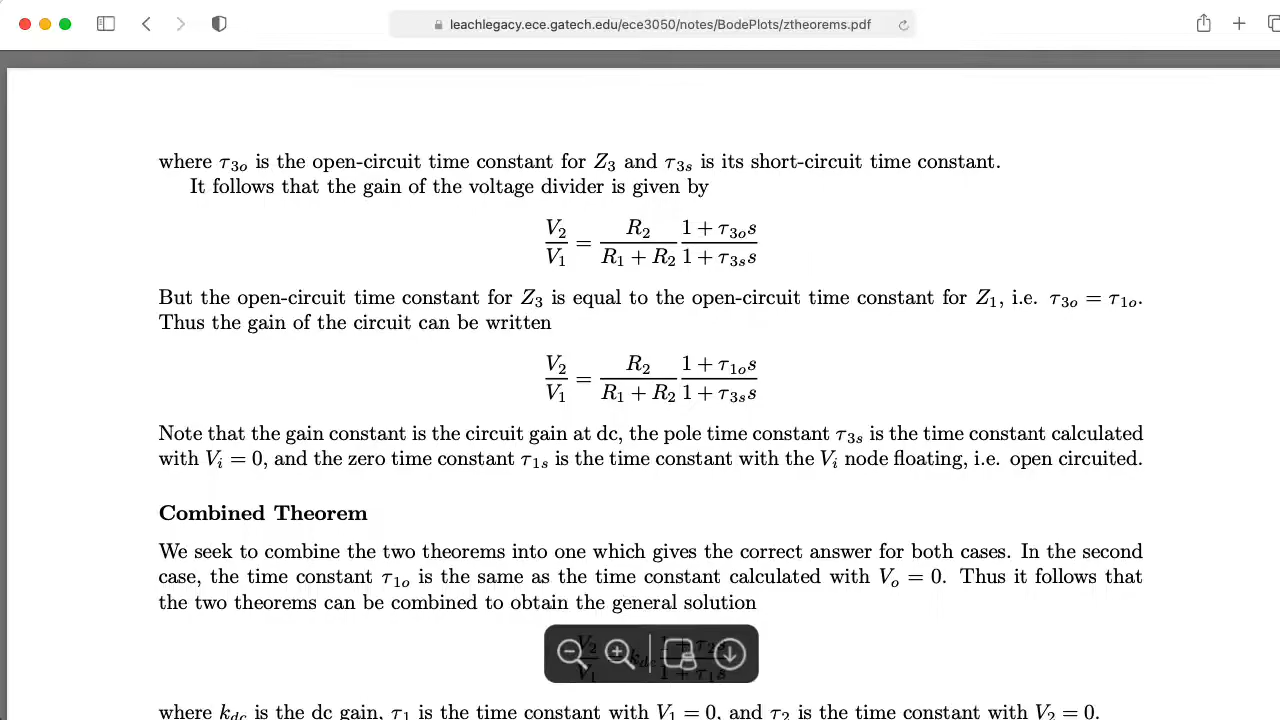 leachlegacy.ece.gatech.edu/ece3050/notes/BodePlots/ztheorems.pdf
where τ₃ₒ is the open-circuit time constant for Z₃ and τ₃ₛ is its short-circuit time constant.
It follows that the gain of the voltage divider is given by
V₂/V₁ = R₂/(R₁ + R₂) (1 + τ₃ₒs)/(1 + τ₃ₛs)
But the open-circuit time constant for Z₃ is equal to the open-circuit time constant for Z₁, i.e. τ₃ₒ = τ₁ₒ.
Thus the gain of the circuit can be written
V₂/V₁ = R₂/(R₁ + R₂) (1 + τ₁ₒs)/(1 + τ₃ₛs)
Note that the gain constant is the circuit gain at dc, the pole time constant τ₃ₛ is the time constant calculated
with Vᵢ = 0, and the zero time constant τ₁ₛ is the time constant with the Vᵢ node floating, i.e. open circuited.
Combined Theorem
We seek to combine the two theorems into one which gives the correct answer for both cases. In the second
case, the time constant τ₁ₒ is the same as the time constant calculated with Vₒ = 0. Thus it follows that
the two theorems can be combined to obtain the general solution
V₂/V₁ k_dc (1 + τ₂s)/(1 + τ₁s)
where k_dc is the dc gain, τ₁ is the time constant with V₁ = 0, and τ₂ is the time constant with V₂ = 0.